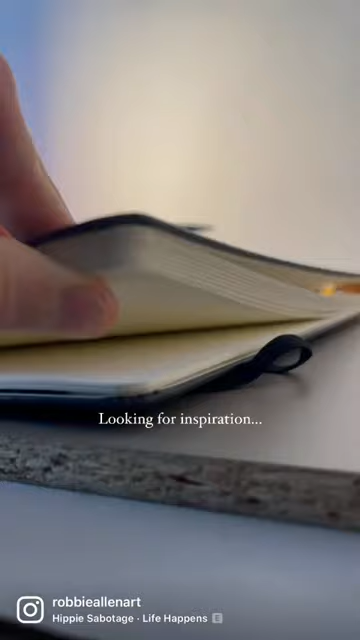 Looking for inspiration...
robbieallenart
Hippie Sabotage · Life Happens E